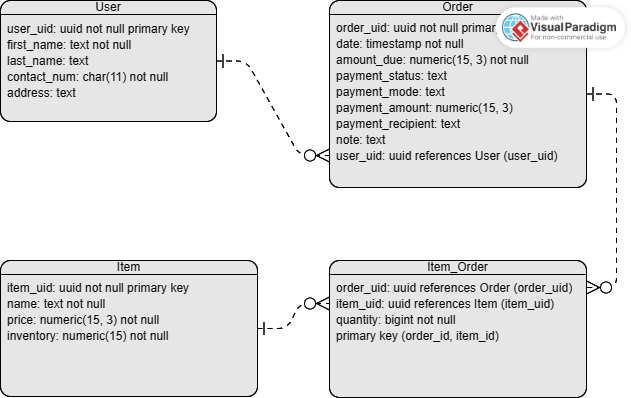 User
user_uid: uuid not null primary key
first_name: text not null
last_name: text
contact_num: char(11) not null
address: text
Order
order_uid: uuid not null primary
date: timestamp not null
amount_due: numeric(15, 3) not null
payment_status: text
payment_mode: text
payment_amount: numeric(15, 3)
payment_recipient: text
note: text
user_uid: uuid references User (user_uid)
Made with
VisualParadigm
For non-commercial use
Item
item_uid: uuid not null primary key
name: text not null
price: numeric(15, 3) not null
inventory: numeric(15) not null
Item_Order
order_uid: uuid references Order (order_uid)
item_uid: uuid references Item (item_uid)
quantity: bigint not null
primary key (order_id, item_id)